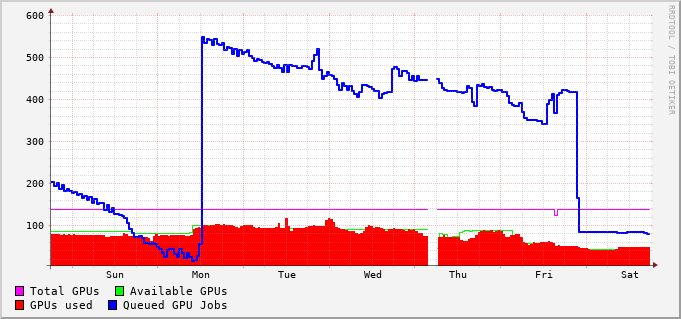 600
500
400
300
200
100
Sun Mon Tue Wed Thu Fri Sat
Total GPUs Available GPUs
GPUs used Queued GPU Jobs
RRDTOOL / TOBI OETIKER